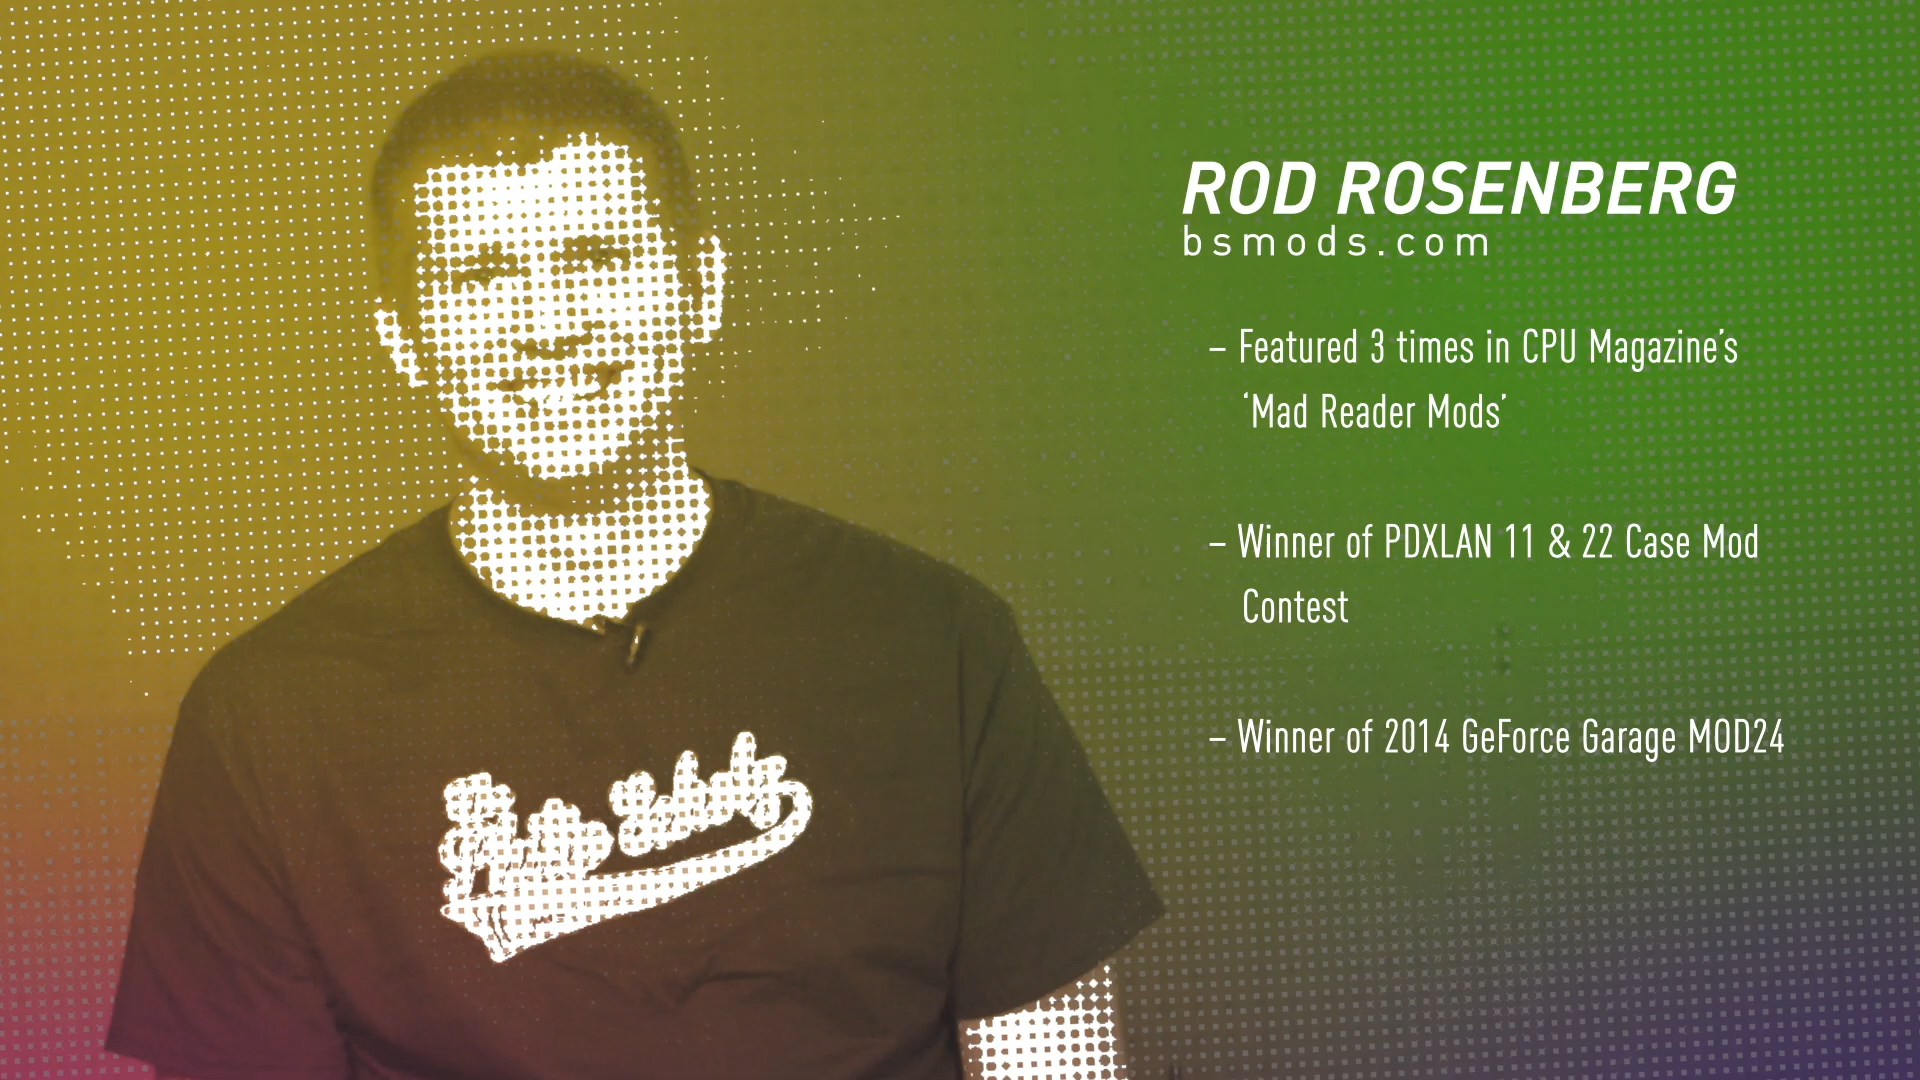 ROD ROSENBERG
bsmods.com
– Featured 3 times in CPU Magazine’s
‘Mad Reader Mods’
– Winner of PDXLAN 11 & 22 Case Mod
Contest
– Winner of 2014 GeForce Garage MOD24